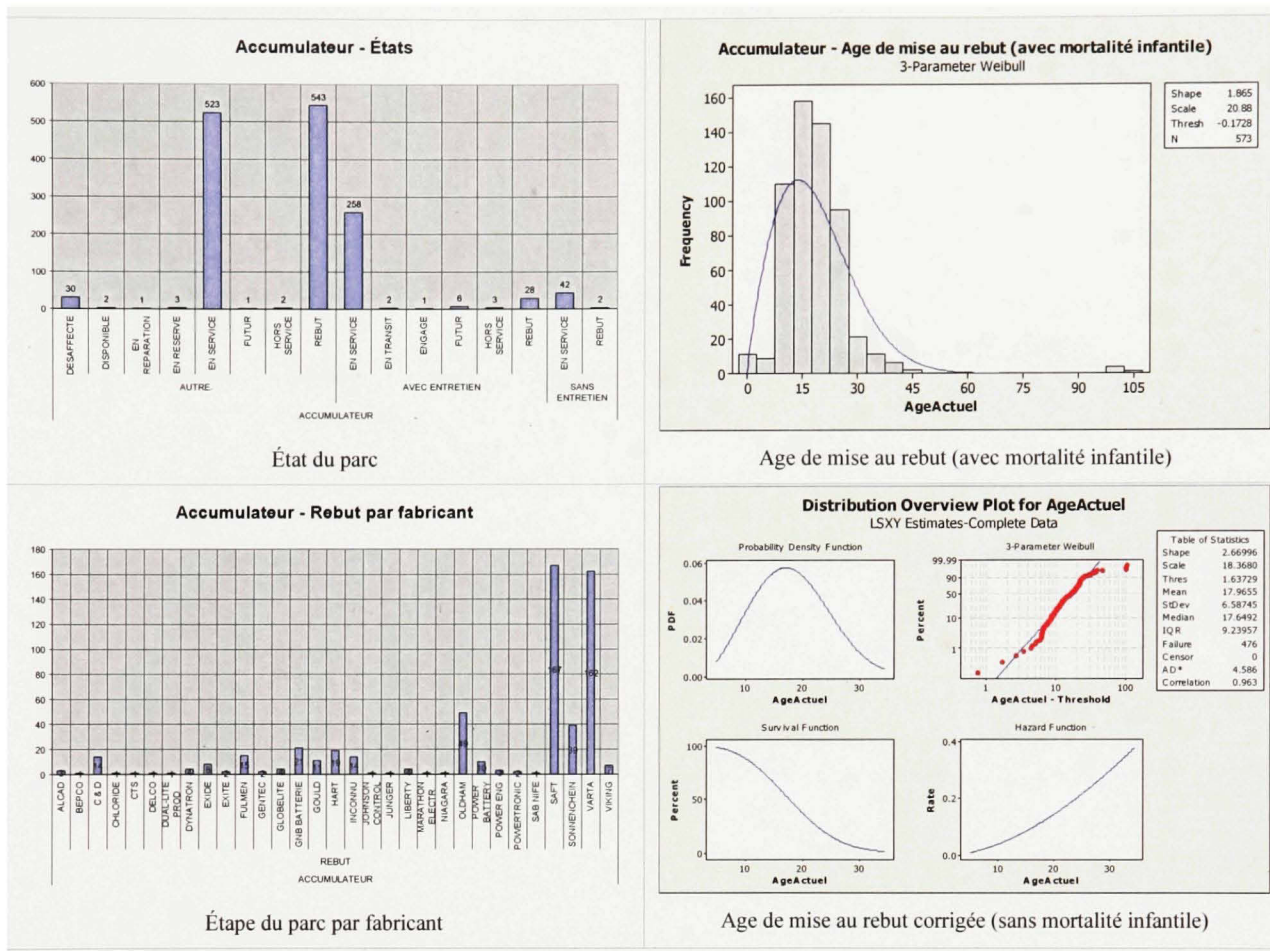 Accumulateur - États
600
500
400
300
200
100
0
30
2
1
3
523
1
2
543
258
2
1
6
3
28
42
2
DESAFFECTE
DISPONIBLE
EN REPARATION
EN RESERVE
EN SERVICE
FUTUR
HORS SERVICE
REBUT
EN SERVICE
EN TRANSIT
ENGAGE
FUTUR
HORS SERVICE
REBUT
EN SERVICE
REBUT
AUTRE.
AVEC ENTRETIEN
SANS ENTRETIEN
ACCUMULATEUR
État du parc
Accumulateur - Age de mise au rebut (avec mortalité infantile)
3-Parameter Weibull
Shape 1.865
Scale 20.88
Thresh -0.1728
N 573
Frequency
160
140
120
100
80
60
40
20
0
0 15 30 45 60 75 90 105
AgeActuel
Age de mise au rebut (avec mortalité infantile)
Accumulateur - Rebut par fabricant
180
160
140
120
100
80
60
40
20
0
167
162
ALCAD
BEPCO
C & D
CHLORIDE
CTS
DELCO
DUAL-LITE PROD
DYNATRON
EXIDE
EXITE
FULMEN
GENTEC
GLOBELITE
GNB BATTERIE
GOULD
HART
INCONNU
JOHNSON CONTROL
JUNGER
LIBERTY
MARATHON ELECTR.
NIAGARA
OLDHAM
POWER BATTERY
POWER ENG
POWERTRONIC
SAB NIFE
SAFT
SONNENCHEIN
VARTA
VIKING
REBUT
ACCUMULATEUR
Étape du parc par fabricant
Distribution Overview Plot for AgeActuel
LSXY Estimates-Complete Data
Probability Density Function
PDF
0.06
0.04
0.02
0.00
10 20 30
AgeActuel
3-Parameter Weibull
Percent
99.99
90
50
10
1
1 10 100
AgeActuel - Threshold
Table of Statistics
Shape 2.66996
Scale 18.3680
Thres 1.63729
Mean 17.9655
StDev 6.58745
Median 17.6492
IQR 9.23957
Failure 476
Censor 0
AD* 4.586
Correlation 0.963
Survival Function
Percent
100
50
0
10 20 30
AgeActuel
Hazard Function
Rate
0.4
0.2
0.0
10 20 30
AgeActuel
Age de mise au rebut corrigée (sans mortalité infantile)